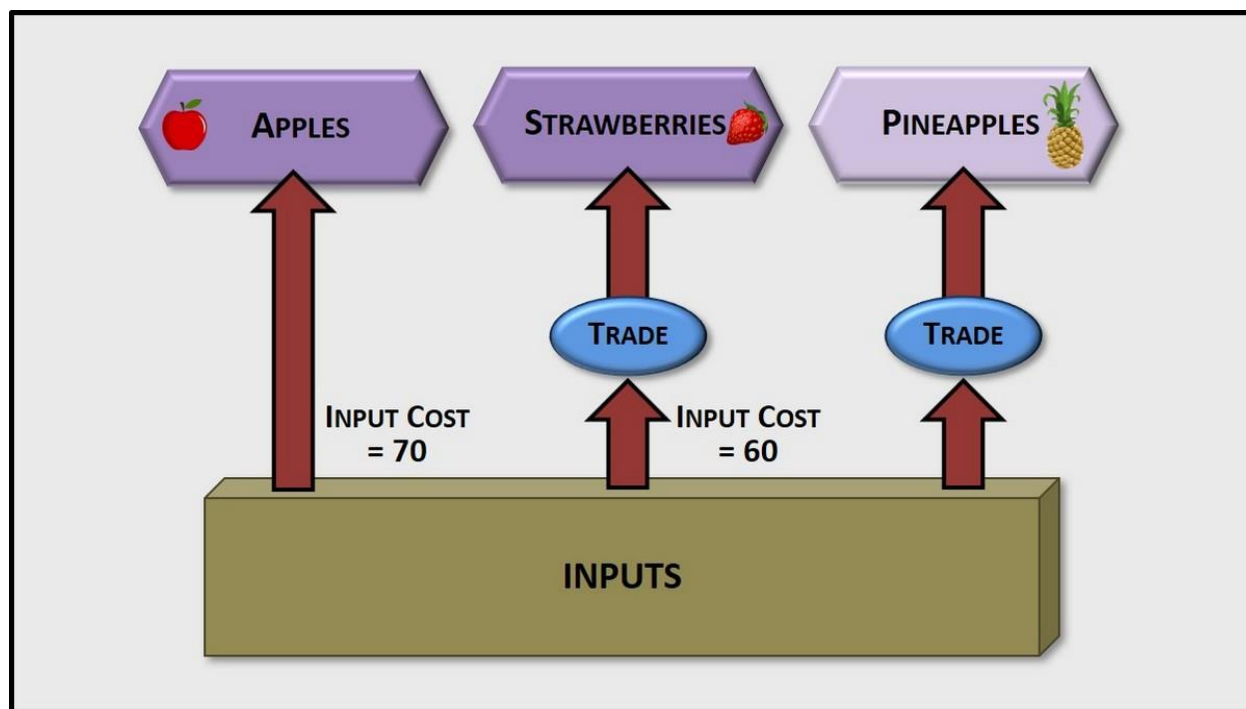 APPLES
STRAWBERRIES
PINEAPPLES
TRADE
TRADE
INPUT COST
= 70
INPUT COST
= 60
INPUTS